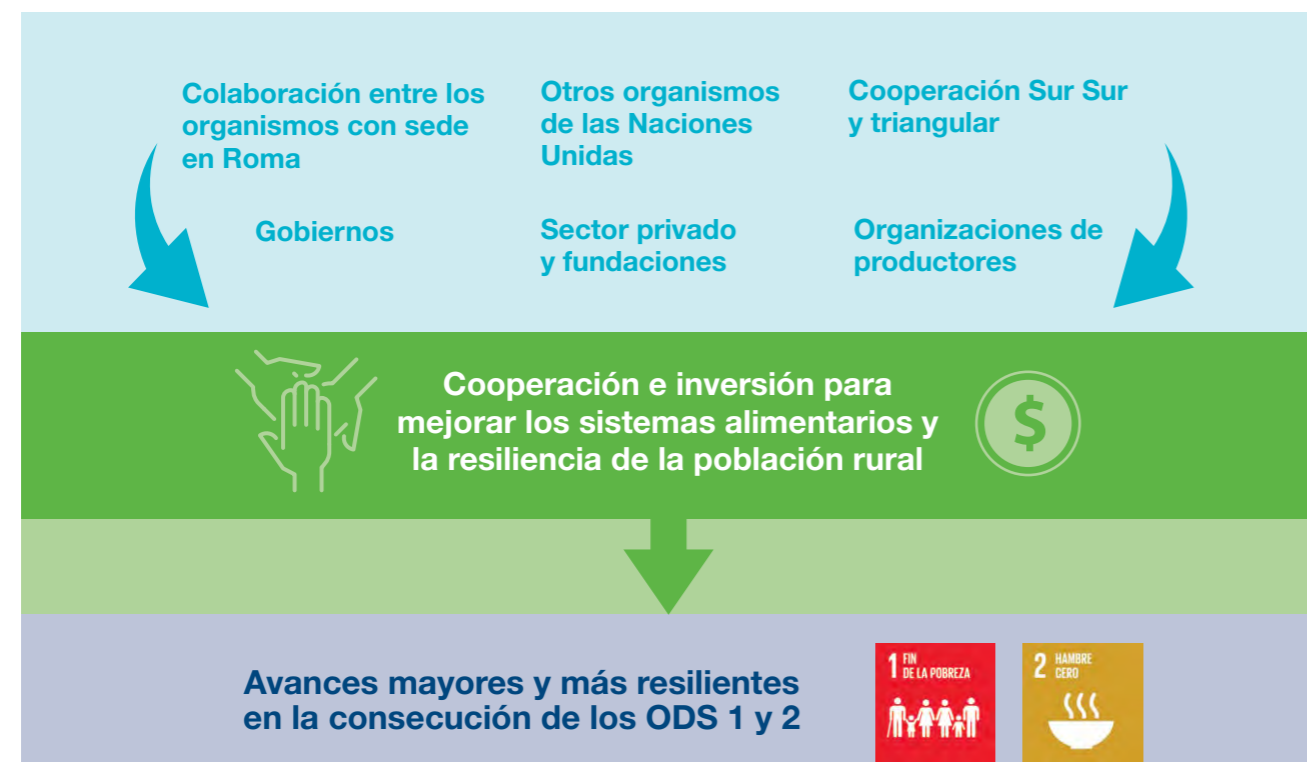 Colaboración entre los
organismos con sede
en Roma
Otros organismos
de las Naciones
Unidas
Cooperación Sur Sur
y triangular
Gobiernos
Sector privado
y fundaciones
Organizaciones de
productores
Cooperación e inversión para
mejorar los sistemas alimentarios y
la resiliencia de la población rural
$
Avances mayores y más resilientes
en la consecución de los ODS 1 y 2
1 FIN
DE LA POBREZA
2 HAMBRE
CERO